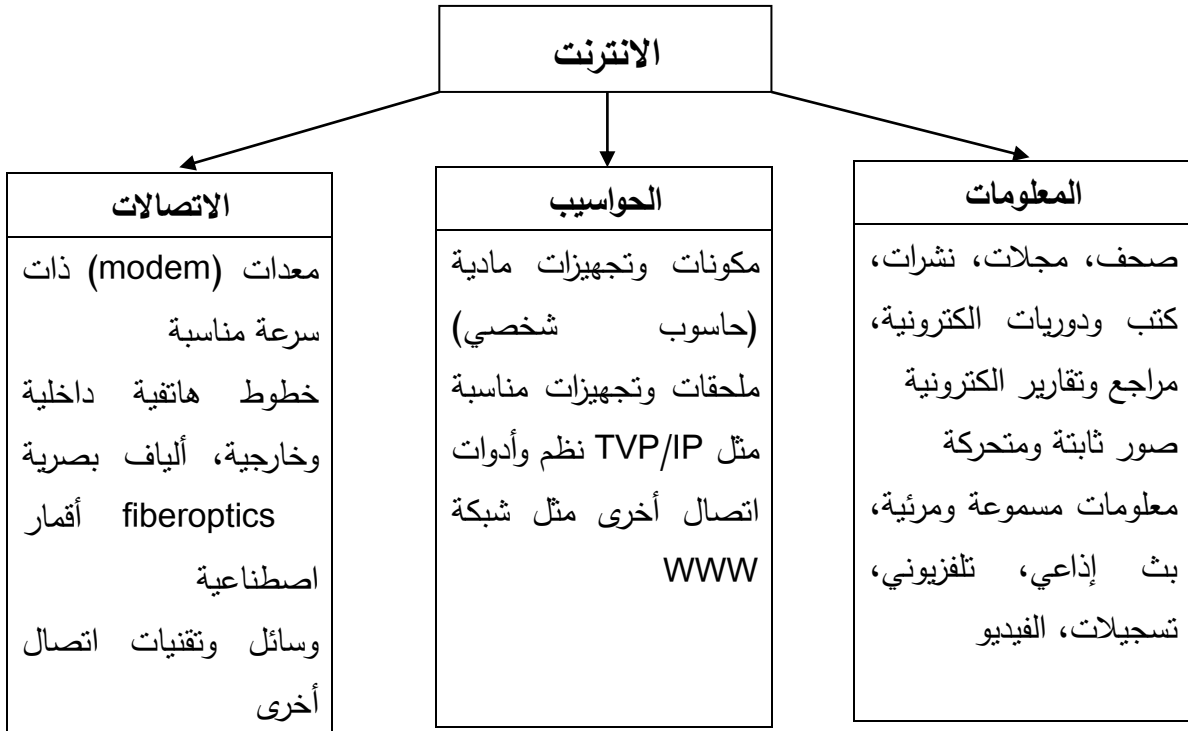 الانترنت
المعلومات
صحف، مجلات، نشرات،
كتب ودوريات الكترونية،
مراجع وتقارير الكترونية
صور ثابتة ومتحركة
معلومات مسموعة ومرئية،
بث إذاعي، تلفزيوني،
تسجيلات، الفيديو
الحواسيب
مكونات وتجهيزات مادية
(حاسوب شخصي)
ملحقات وتجهيزات مناسبة
مثل TVP/IP نظم وأدوات
اتصال أخرى مثل شبكة
WWW
الاتصالات
معدات (modem) ذات
سرعة مناسبة
خطوط هاتفية داخلية
وخارجية، ألياف بصرية
fiberoptics أقمار
اصطناعية
وسائل وتقنيات اتصال
أخرى